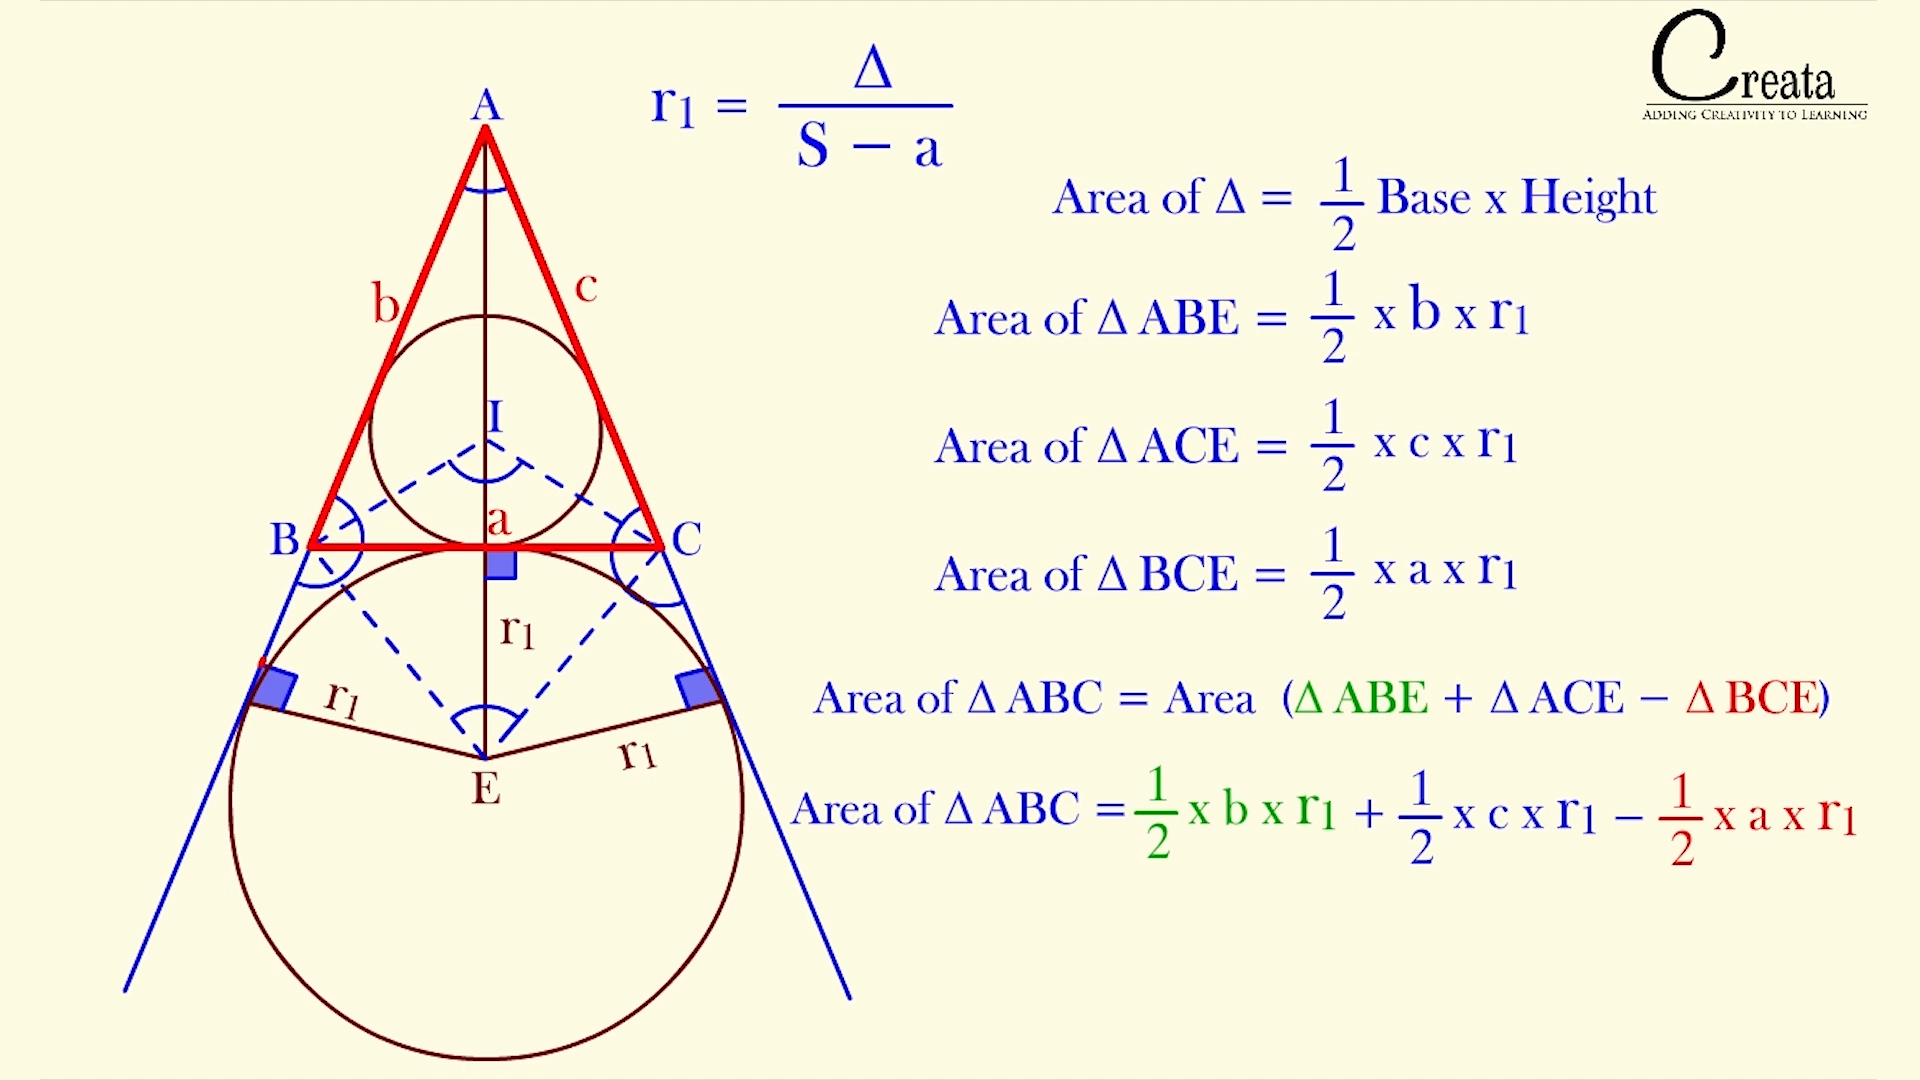 Creata
ADDING CREATIVITY TO LEARNING
r₁ = Δ / S − a
A
Area of Δ = 1/2 Base x Height
b
c
Area of Δ ABE = 1/2 x b x r₁
I
Area of Δ ACE = 1/2 x c x r₁
B
a
C
Area of Δ BCE = 1/2 x a x r₁
r₁
r₁
r₁
E
Area of Δ ABC = Area (Δ ABE + Δ ACE − Δ BCE)
Area of Δ ABC = 1/2 x b x r₁ + 1/2 x c x r₁ − 1/2 x a x r₁